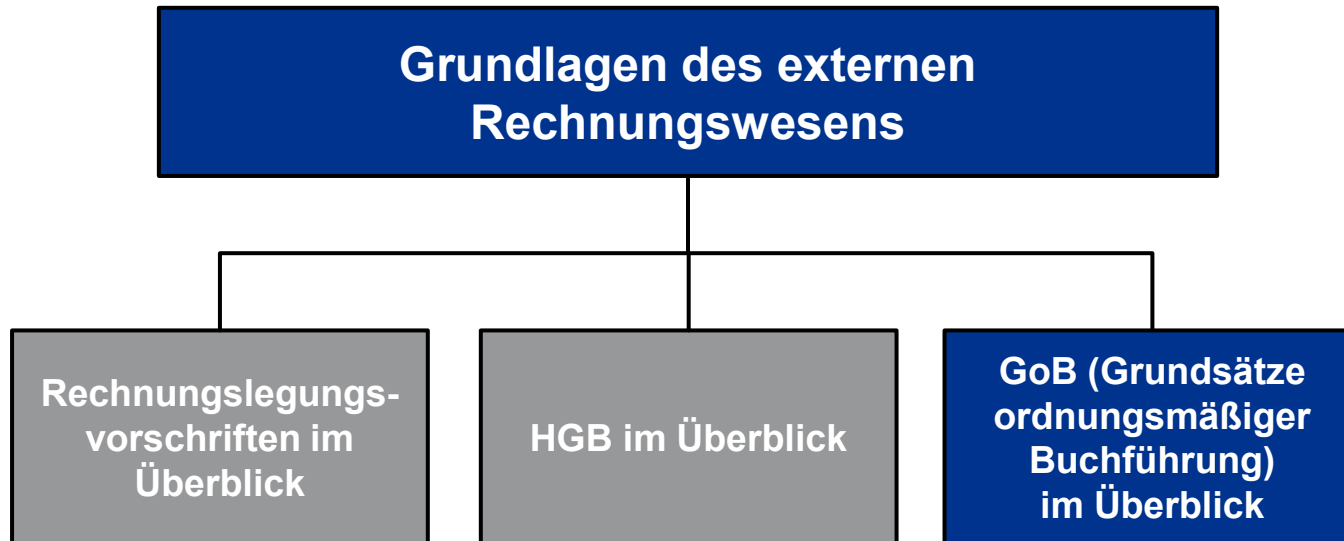 Grundlagen des externen
Rechnungswesens
Rechnungslegungs-
vorschriften im
Überblick
HGB im Überblick
GoB (Grundsätze
ordnungsmäßiger
Buchführung)
im Überblick